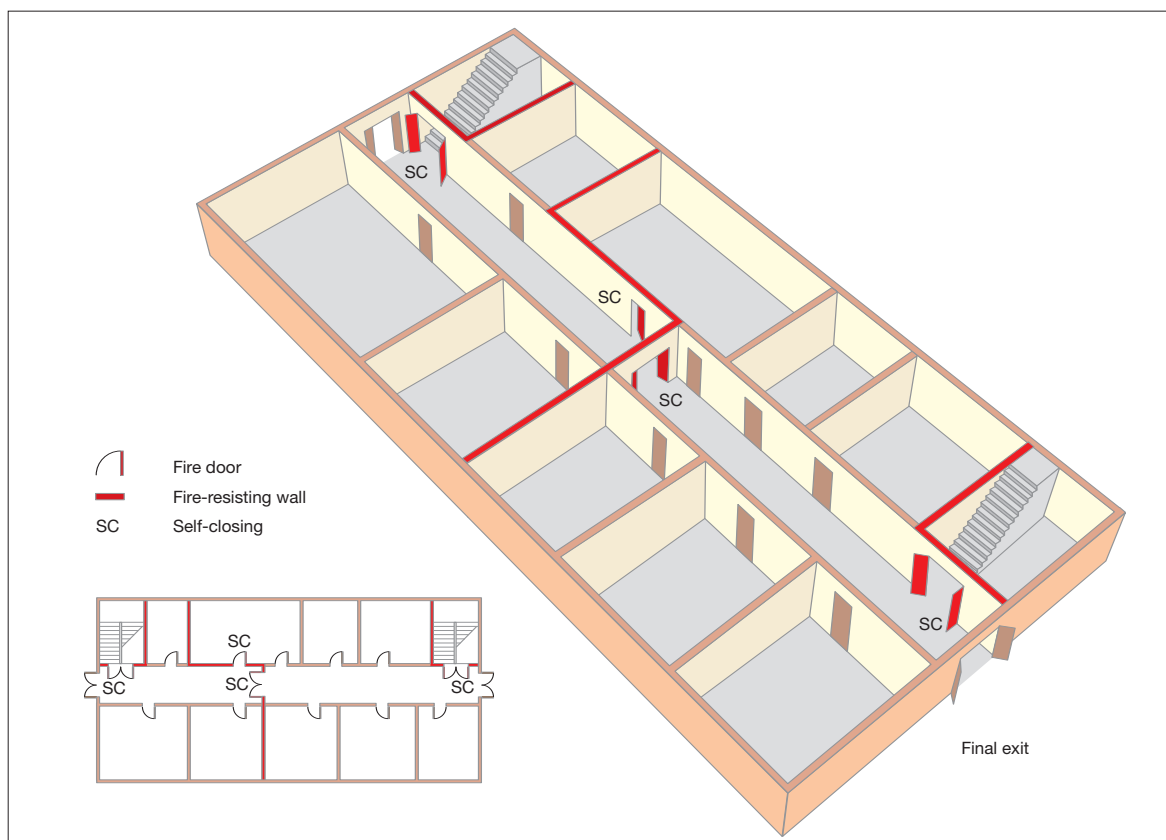 SC
SC
SC
SC
Fire door
Fire-resisting wall
SC Self-closing
SC
SC SC SC
Final exit